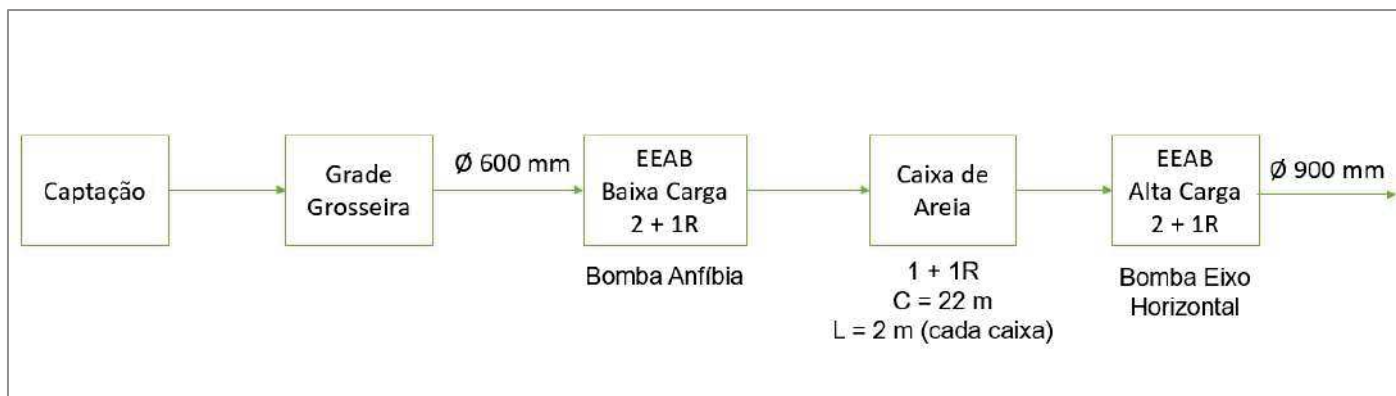 Captação
Grade
Grosseira
Ø 600 mm
EEAB
Baixa Carga
2 + 1R
Bomba Anfíbia
Caixa de
Areia
1 + 1R
C = 22 m
L = 2 m (cada caixa)
EEAB
Alta Carga
2 + 1R
Bomba Eixo
Horizontal
Ø 900 mm